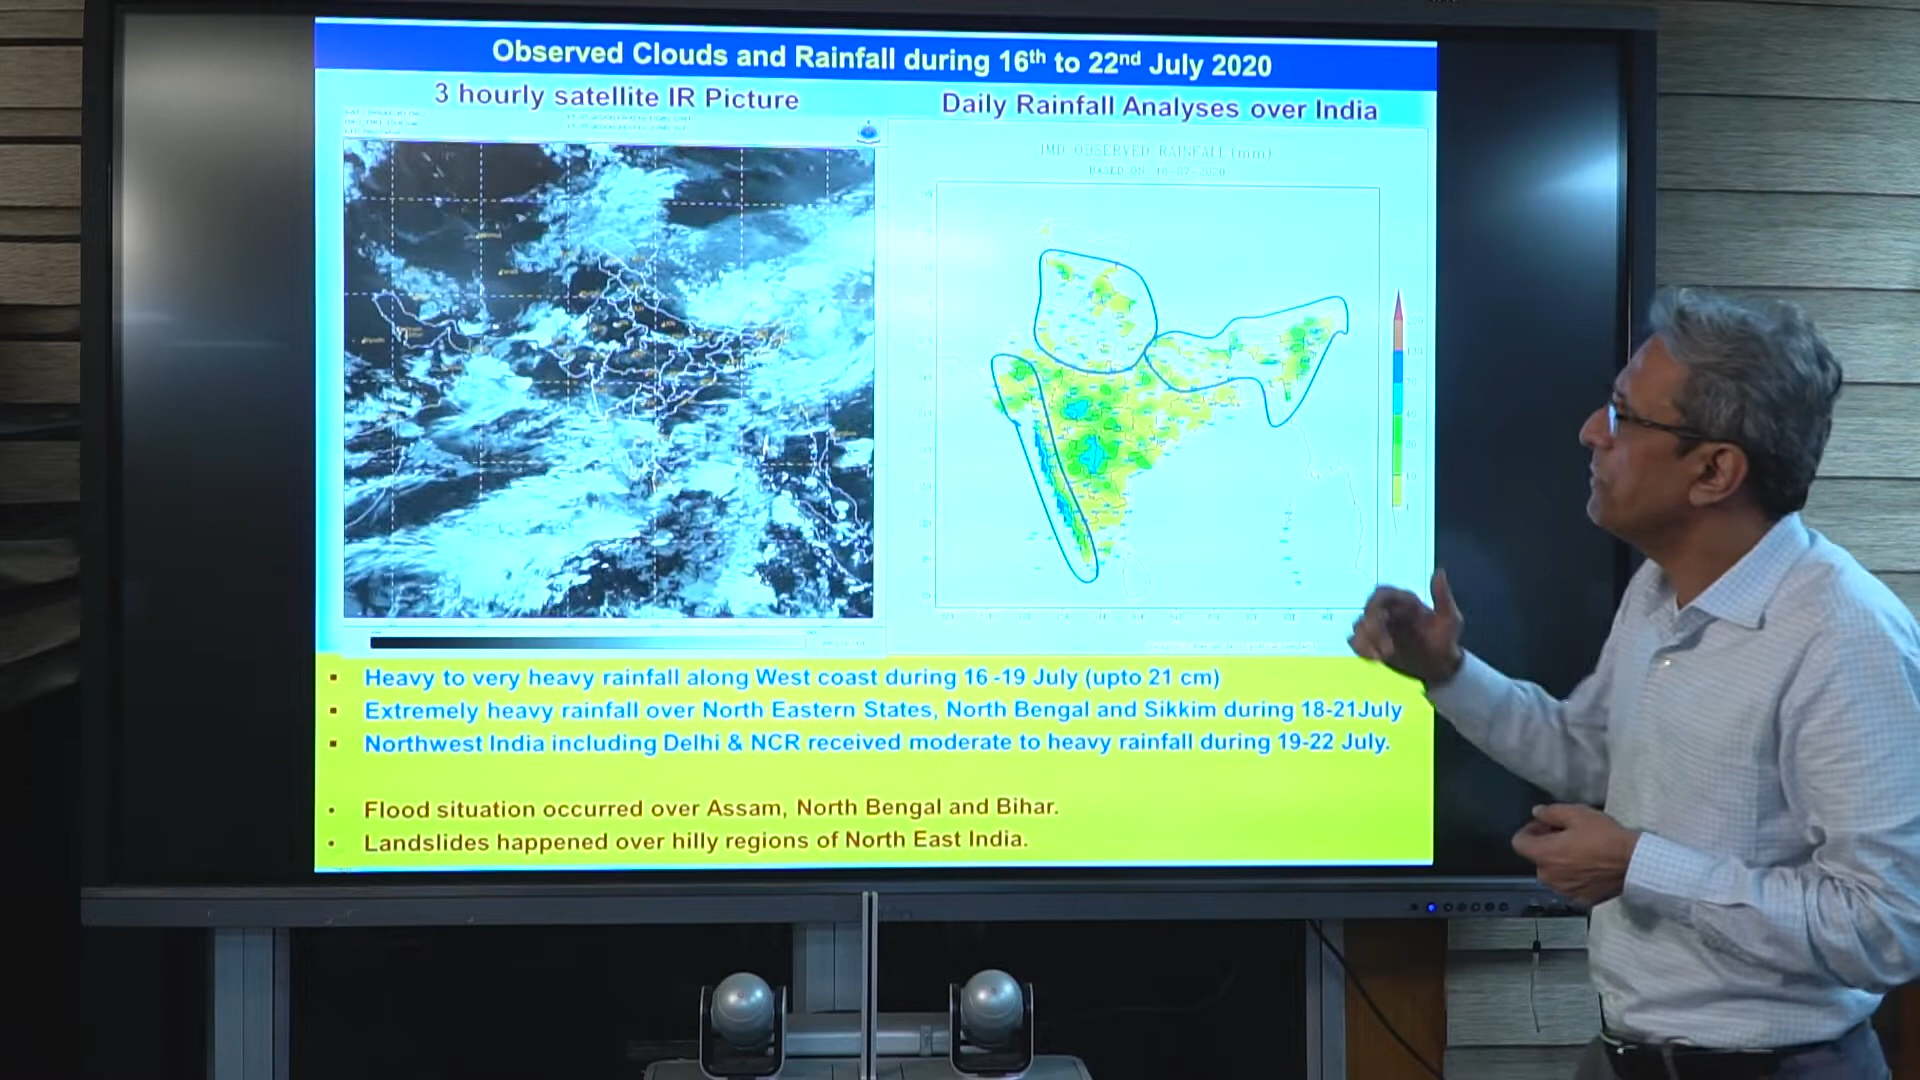 Observed Clouds and Rainfall during 16th to 22nd July 2020
3 hourly satellite IR Picture
Daily Rainfall Analyses over India
IMD OBSERVED RAINFALL(mm)
▪ Heavy to very heavy rainfall along West coast during 16 -19 July (upto 21 cm)
▪ Extremely heavy rainfall over North Eastern States, North Bengal and Sikkim during 18-21July
▪ Northwest India including Delhi & NCR received moderate to heavy rainfall during 19-22 July.
• Flood situation occurred over Assam, North Bengal and Bihar.
• Landslides happened over hilly regions of North East India.